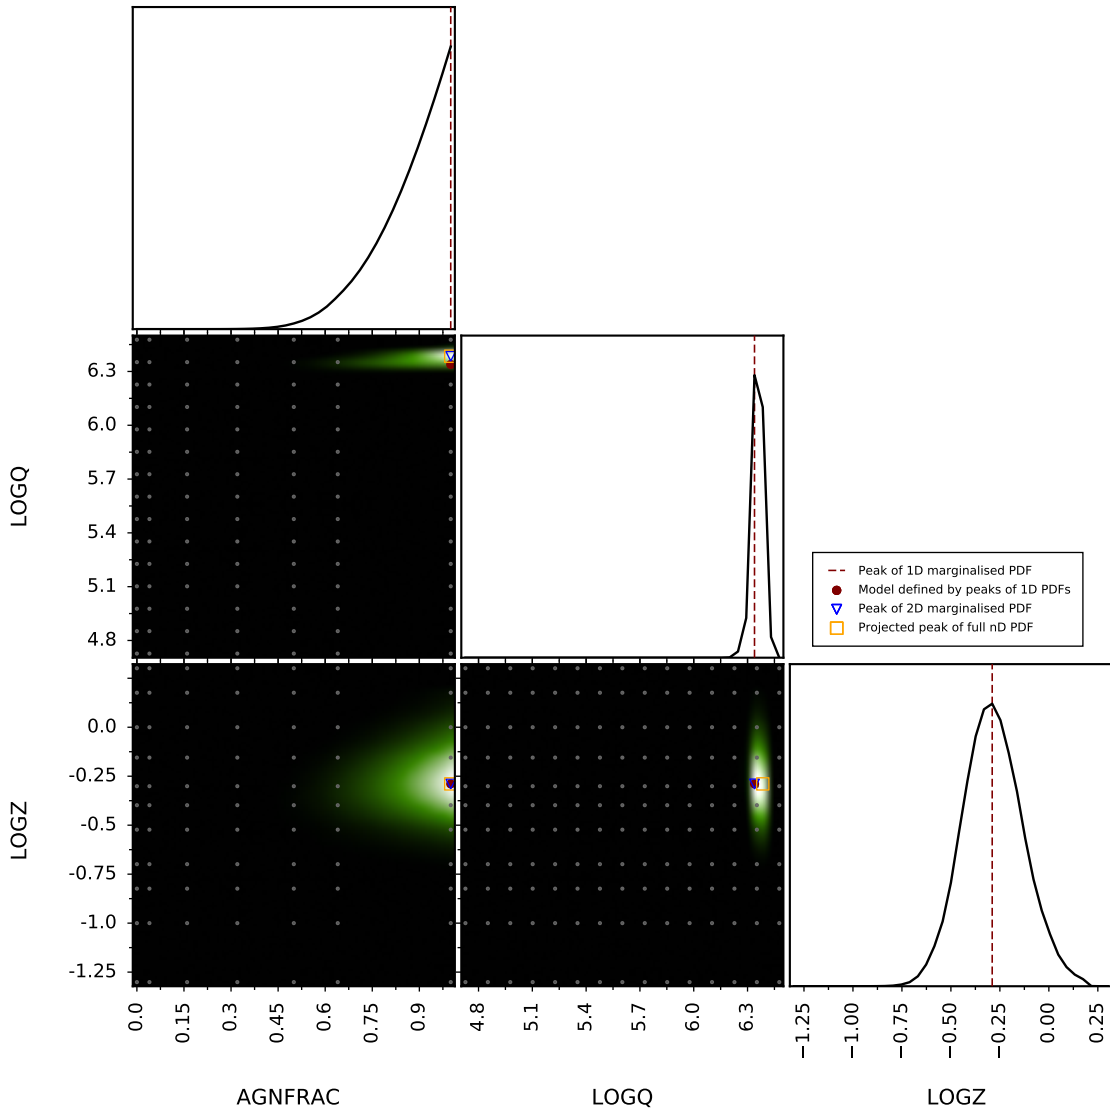 LOGQ
6.3
6.0
5.7
5.4
5.1
4.8
Peak of 1D marginalised PDF
Model defined by peaks of 1D PDFs
Peak of 2D marginalised PDF
Projected peak of full nD PDF
LOGZ
0.0
-0.25
-0.5
-0.75
-1.0
-1.25
0.0 0.15 0.3 0.45 0.6 0.75 0.9
4.8 5.1 5.4 5.7 6.0 6.3
−1.25 −1.00 −0.75 −0.50 −0.25 0.00 0.25
AGNFRAC LOGQ LOGZ